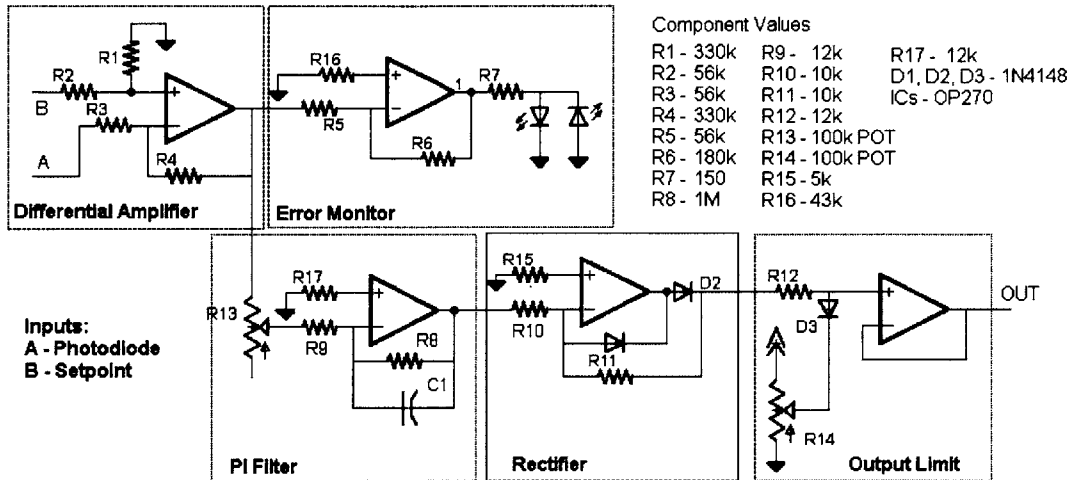 Component Values
R1 - 330k R9 - 12k R17 - 12k
R2 - 56k R10 - 10k D1, D2, D3 - 1N4148
R3 - 56k R11 - 10k ICs - OP270
R4 - 330k R12 - 12k
R5 - 56k R13 - 100k POT
R6 - 180k R14 - 100k POT
R7 - 150 R15 - 5k
R8 - 1M R16 - 43k
R1
R2
B
R3
A
R4
Differential Amplifier
R16
R5
1
R7
R6
Error Monitor
R13
Inputs:
A - Photodiode
B - Setpoint
R17
R9
R8
C1
PI Filter
R15
R10
D2
R11
Rectifier
R12
D3
OUT
R14
Output Limit